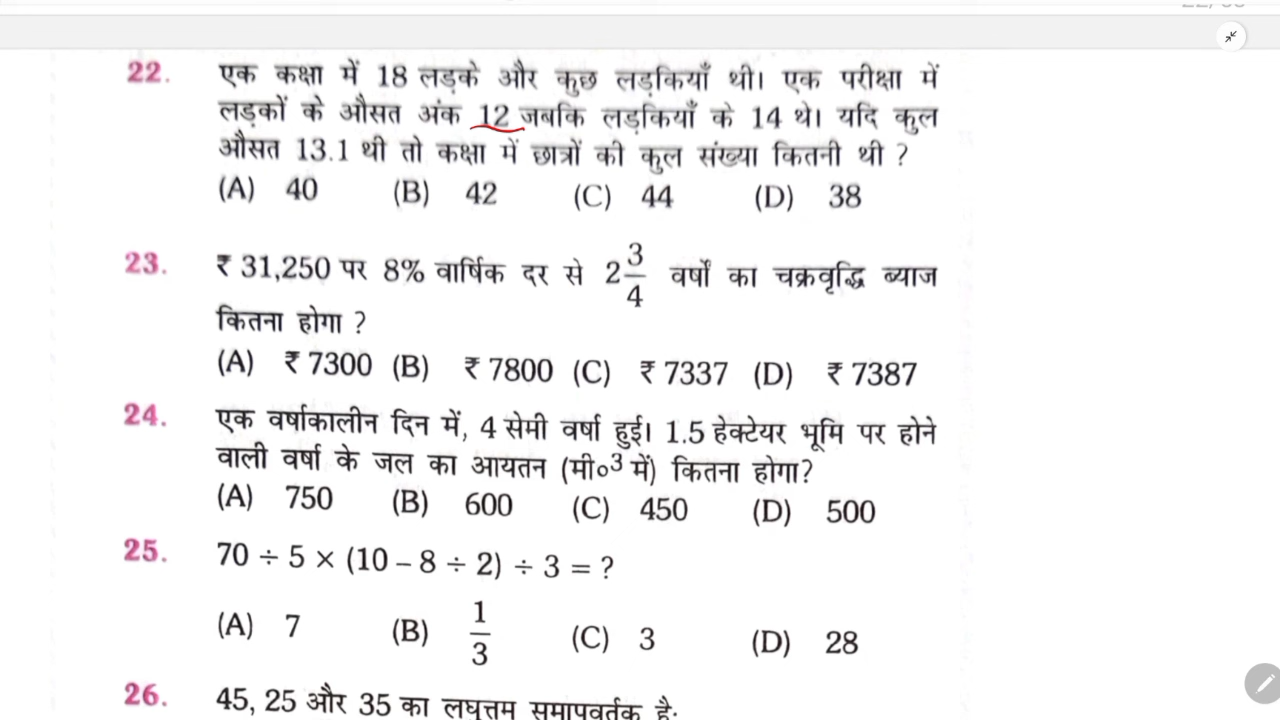 22. एक कक्षा में 18 लड़के और कुछ लड़कियाँ थी। एक परीक्षा में
लड़कों के औसत अंक 12 जबकि लड़कियाँ के 14 थे। यदि कुल
औसत 13.1 थी तो कक्षा में छात्रों की कुल संख्या कितनी थी ?
(A) 40 (B) 42 (C) 44 (D) 38
23. ₹ 31,250 पर 8% वार्षिक दर से 2 3/4 वर्षों का चक्रवृद्धि ब्याज
कितना होगा ?
(A) ₹ 7300 (B) ₹ 7800 (C) ₹ 7337 (D) ₹ 7387
24. एक वर्षाकालीन दिन में, 4 सेमी वर्षा हुई। 1.5 हेक्टेयर भूमि पर होने
वाली वर्षा के जल का आयतन (मी०³ में) कितना होगा?
(A) 750 (B) 600 (C) 450 (D) 500
25. 70 ÷ 5 × (10 – 8 ÷ 2) ÷ 3 = ?
(A) 7 (B) 1/3 (C) 3 (D) 28
26. 45, 25 और 35 का लघुत्तम समापवर्तक है: